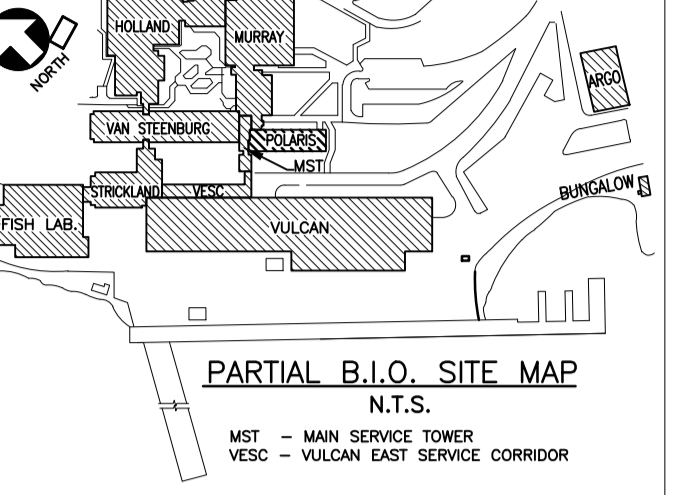 HOLLAND
MURRAY
NORTH
ARGO
VAN STEENBURG
POLARIS
MST
BUNGALOW
STRICKLAND
VESC
FISH LAB.
VULCAN
PARTIAL B.I.O. SITE MAP
N.T.S.
MST – MAIN SERVICE TOWER
VESC – VULCAN EAST SERVICE CORRIDOR